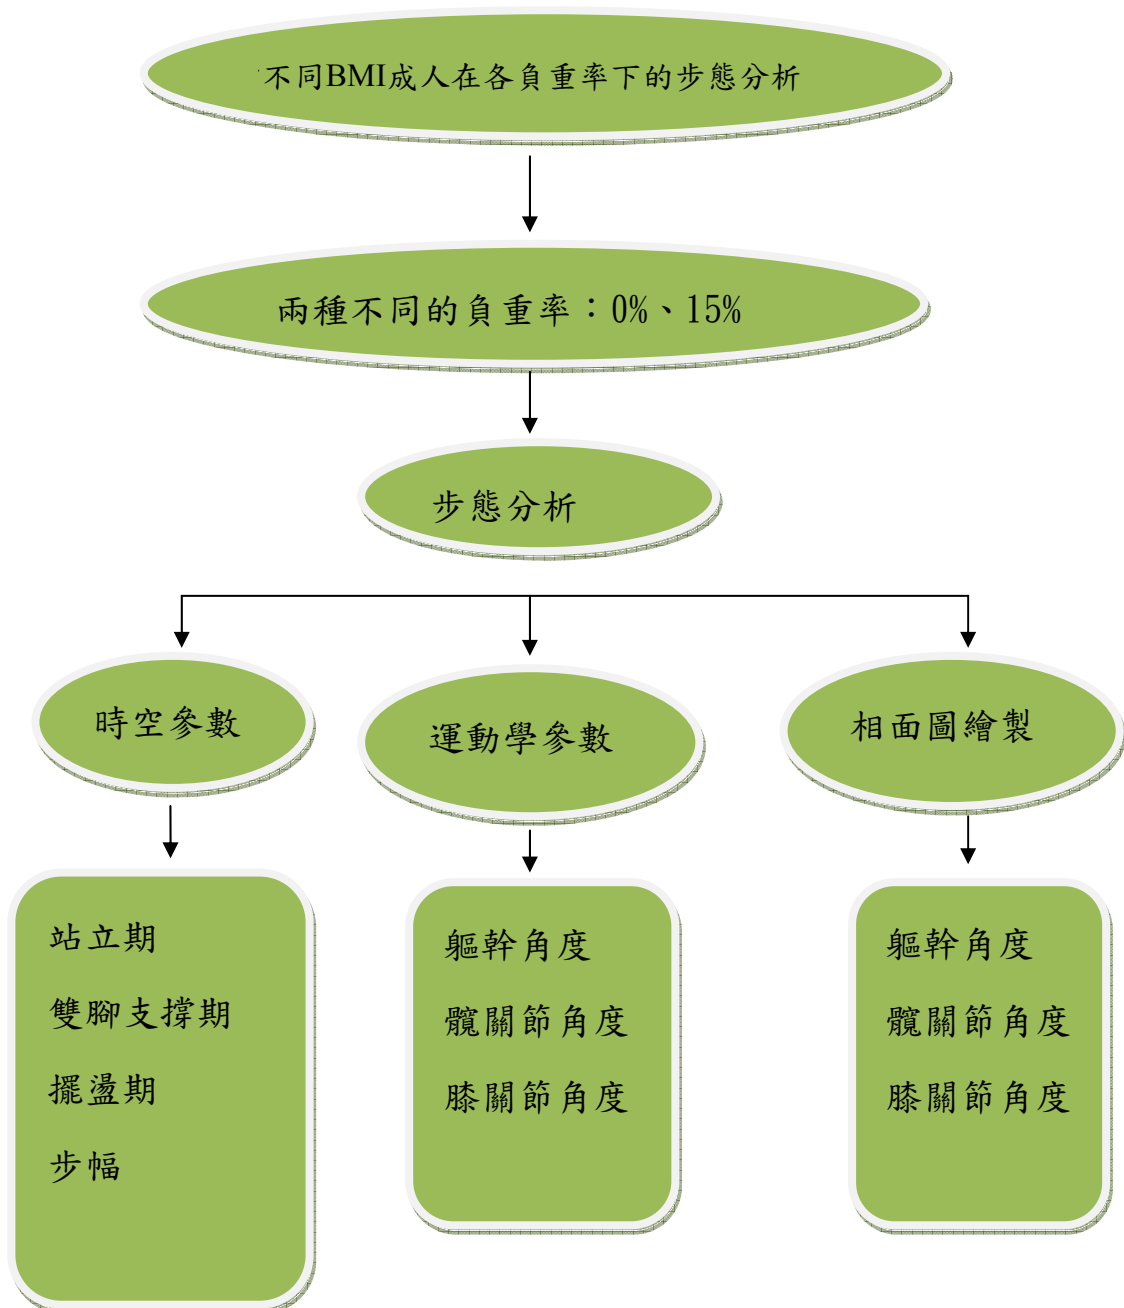 不同BMI成人在各負重率下的步態分析
兩種不同的負重率：0%、15%
步態分析
時空參數
運動學參數
相面圖繪製
站立期
雙腳支撐期
擺盪期
步幅
軀幹角度
髖關節角度
膝關節角度
軀幹角度
髖關節角度
膝關節角度